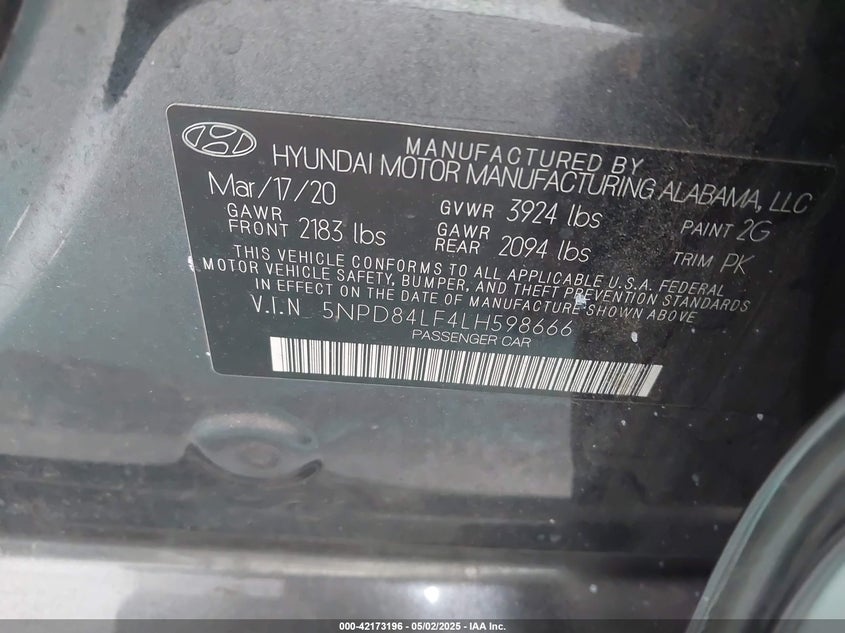 MANUFACTURED BY
HYUNDAI MOTOR MANUFACTURING ALABAMA, LLC
Mar/17/20 GVWR 3924 lbs PAINT 2G
GAWR FRONT 2183 lbs GAWR REAR 2094 lbs TRIM PK
THIS VEHICLE CONFORMS TO ALL APPLICABLE U.S.A. FEDERAL
MOTOR VEHICLE SAFETY, BUMPER, AND THEFT PREVENTION STANDARDS
IN EFFECT ON THE DATE OF MANUFACTURE SHOWN ABOVE
V.I.N 5NPD84LF4LH598666
PASSENGER CAR
000-42173196 - 05/02/2025 - IAA Inc.